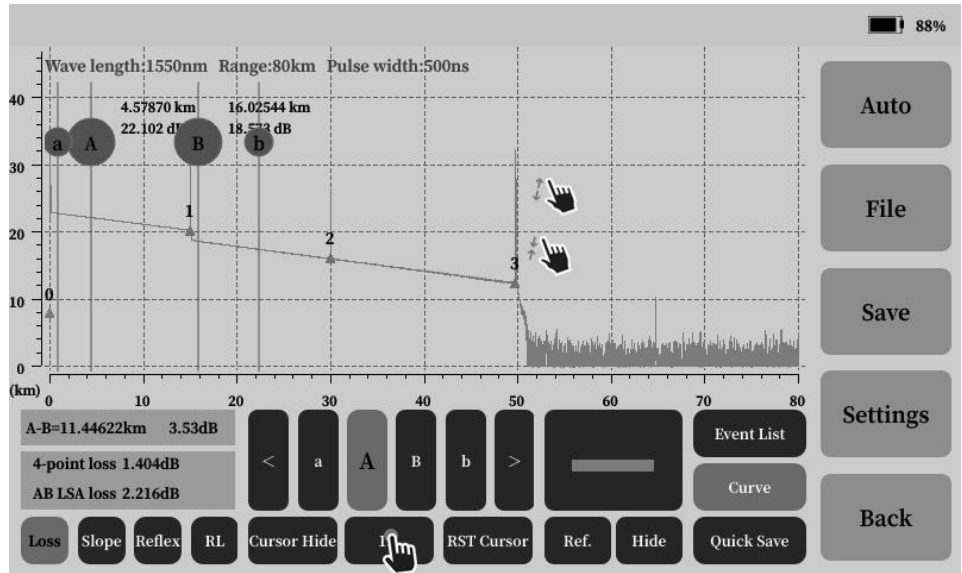 88%
Wave length:1550nm Range:80km Pulse width:500ns
4.57870 km 16.02544 km
22.102 dB dB
a A B b
40
30
20
10
0
0 1 2 3
(km) 0 10 20 30 40 50 60 70 80
A-B=11.44622km 3.53dB
4-point loss 1.404dB
AB LSA loss 2.216dB
< a A B b >
Event List
Curve
Loss Slope Reflex RL Cursor Hide RST Cursor Ref. Hide Quick Save
Auto
File
Save
Settings
Back